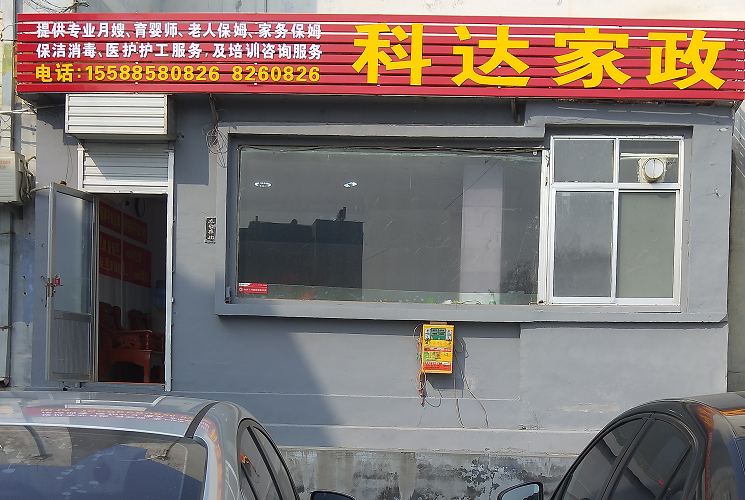 提供专业月嫂、育婴师、老人保姆、家务保姆
保洁消毒、医护护工服务,及培训咨询服务
电话:15588580826 8260826
科达家政